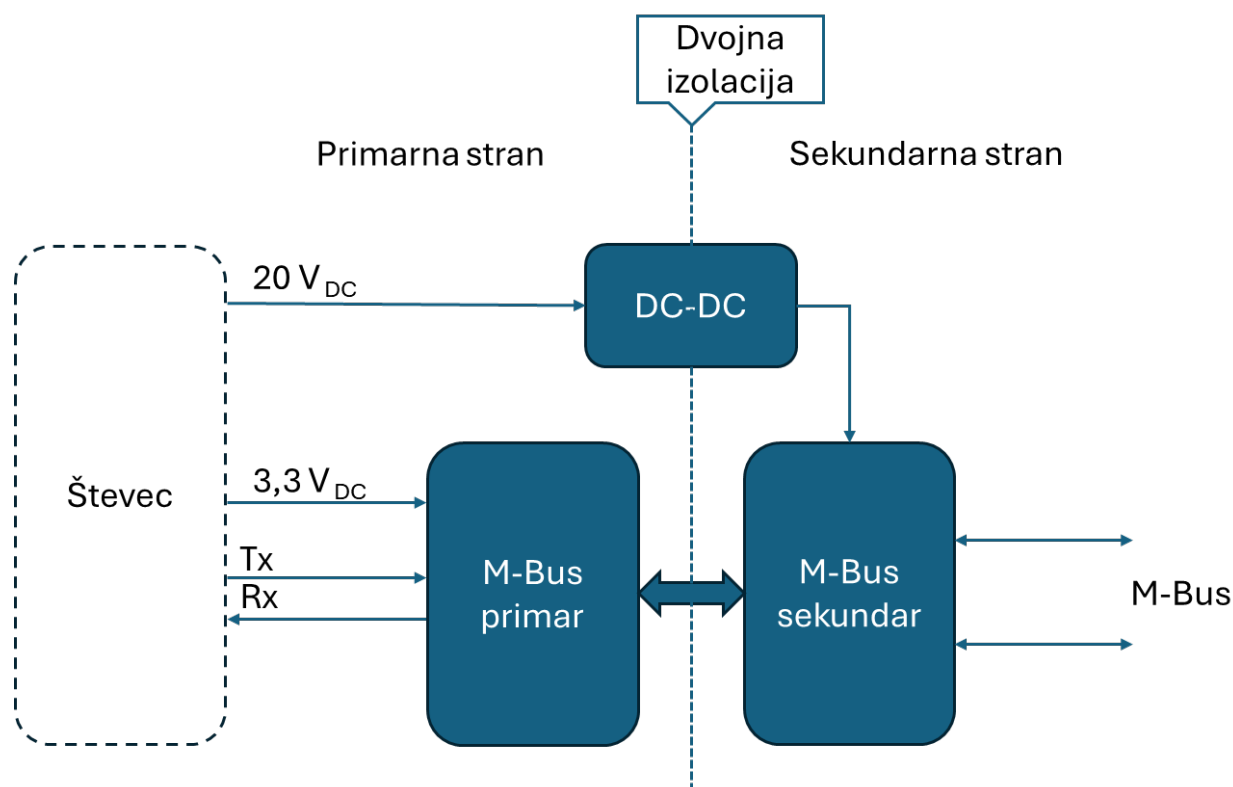 Dvojna
izolacija
Primarna stran
Sekundarna stran
20 V DC
DC-DC
Števec
3,3 V DC
Tx
Rx
M-Bus
primar
M-Bus
sekundar
M-Bus